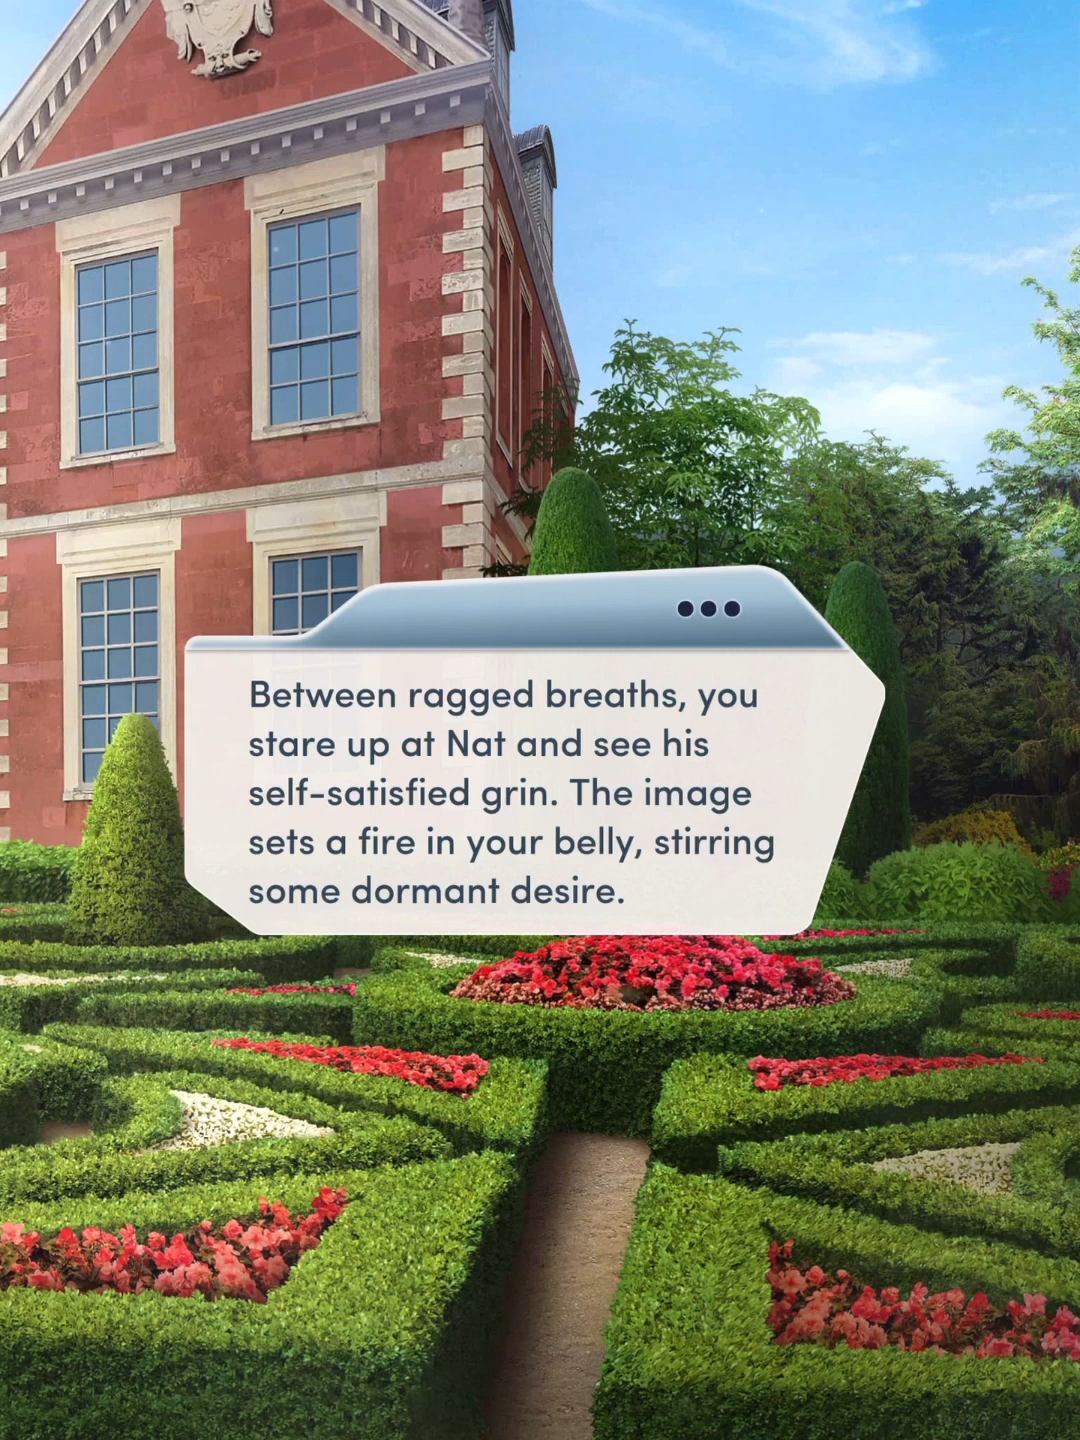 Between ragged breaths, you
stare up at Nat and see his
self-satisfied grin. The image
sets a fire in your belly, stirring
some dormant desire.